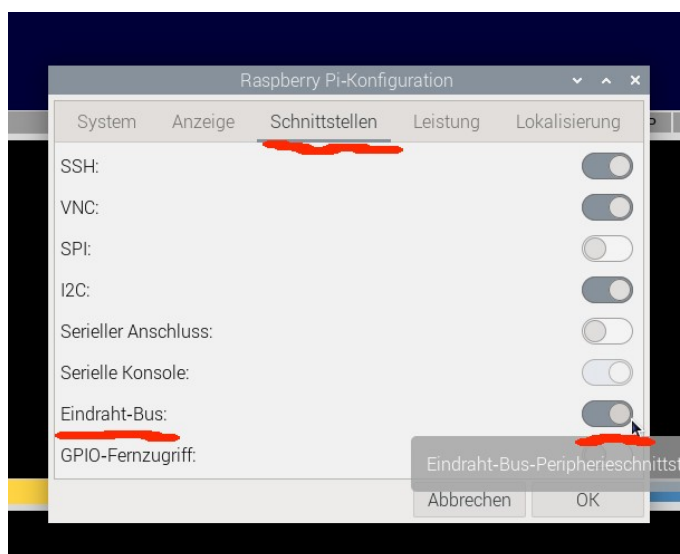 Raspberry Pi-Konfiguration
System Anzeige Schnittstellen Leistung Lokalisierung
SSH:
VNC:
SPI:
I2C:
Serieller Anschluss:
Serielle Konsole:
Eindraht-Bus:
GPIO-Fernzugriff:
Eindraht-Bus-Peripherieschnittst
Abbrechen OK